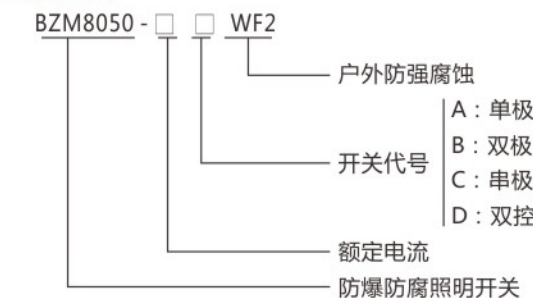 BZM8050 - □ □ WF2
户外防强腐蚀
开关代号
A：单极
B：双极
C：串极
D：双控
额定电流
防爆防腐照明开关